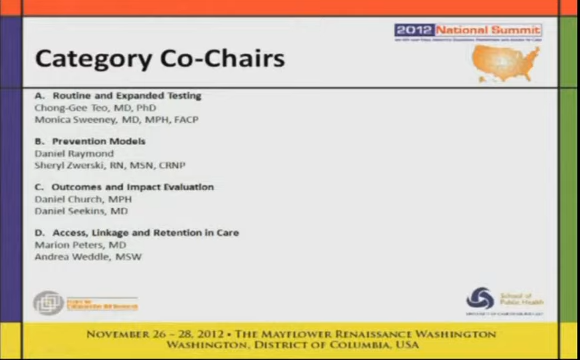 2012 National Summit
Category Co-Chairs
A. Routine and Expanded Testing
Chong-Gee Teo, MD, PhD
Monica Sweeney, MD, MPH, FACP
B. Prevention Models
Daniel Raymond
Sheryl Zwerski, RN, MSN, CRNP
C. Outcomes and Impact Evaluation
Daniel Church, MPH
Daniel Seekins, MD
D. Access, Linkage and Retention in Care
Marion Peters, MD
Andrea Weddle, MSW
School of
Public Health
November 26 – 28, 2012 • The Mayflower Renaissance Washington
Washington, District of Columbia, USA